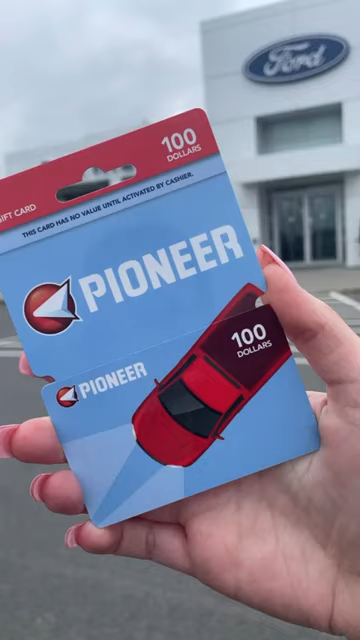 Ford
100
DOLLARS
GIFT CARD
THIS CARD HAS NO VALUE UNTIL ACTIVATED BY CASHIER.
PIONEER
100
DOLLARS
PIONEER